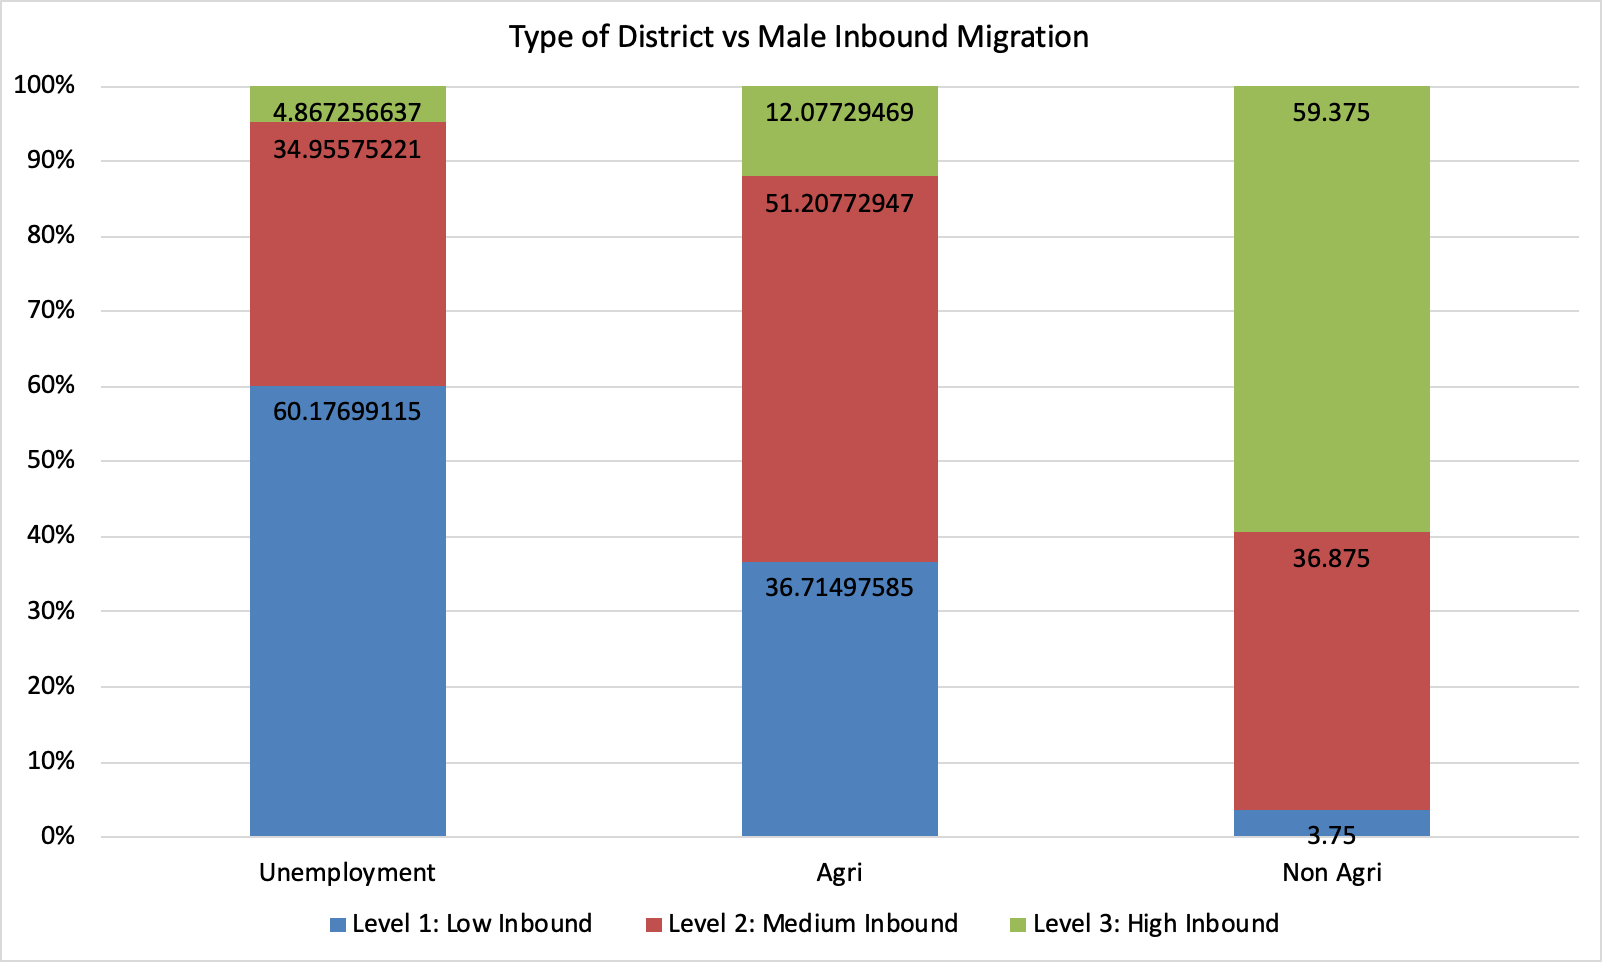 Type of District vs Male Inbound Migration
100%
90%
80%
70%
60%
50%
40%
30%
20%
10%
0%
4.867256637
34.95575221
60.17699115
12.07729469
51.20772947
36.71497585
59.375
36.875
3.75
Unemployment
Agri
Non Agri
Level 1: Low Inbound
Level 2: Medium Inbound
Level 3: High Inbound